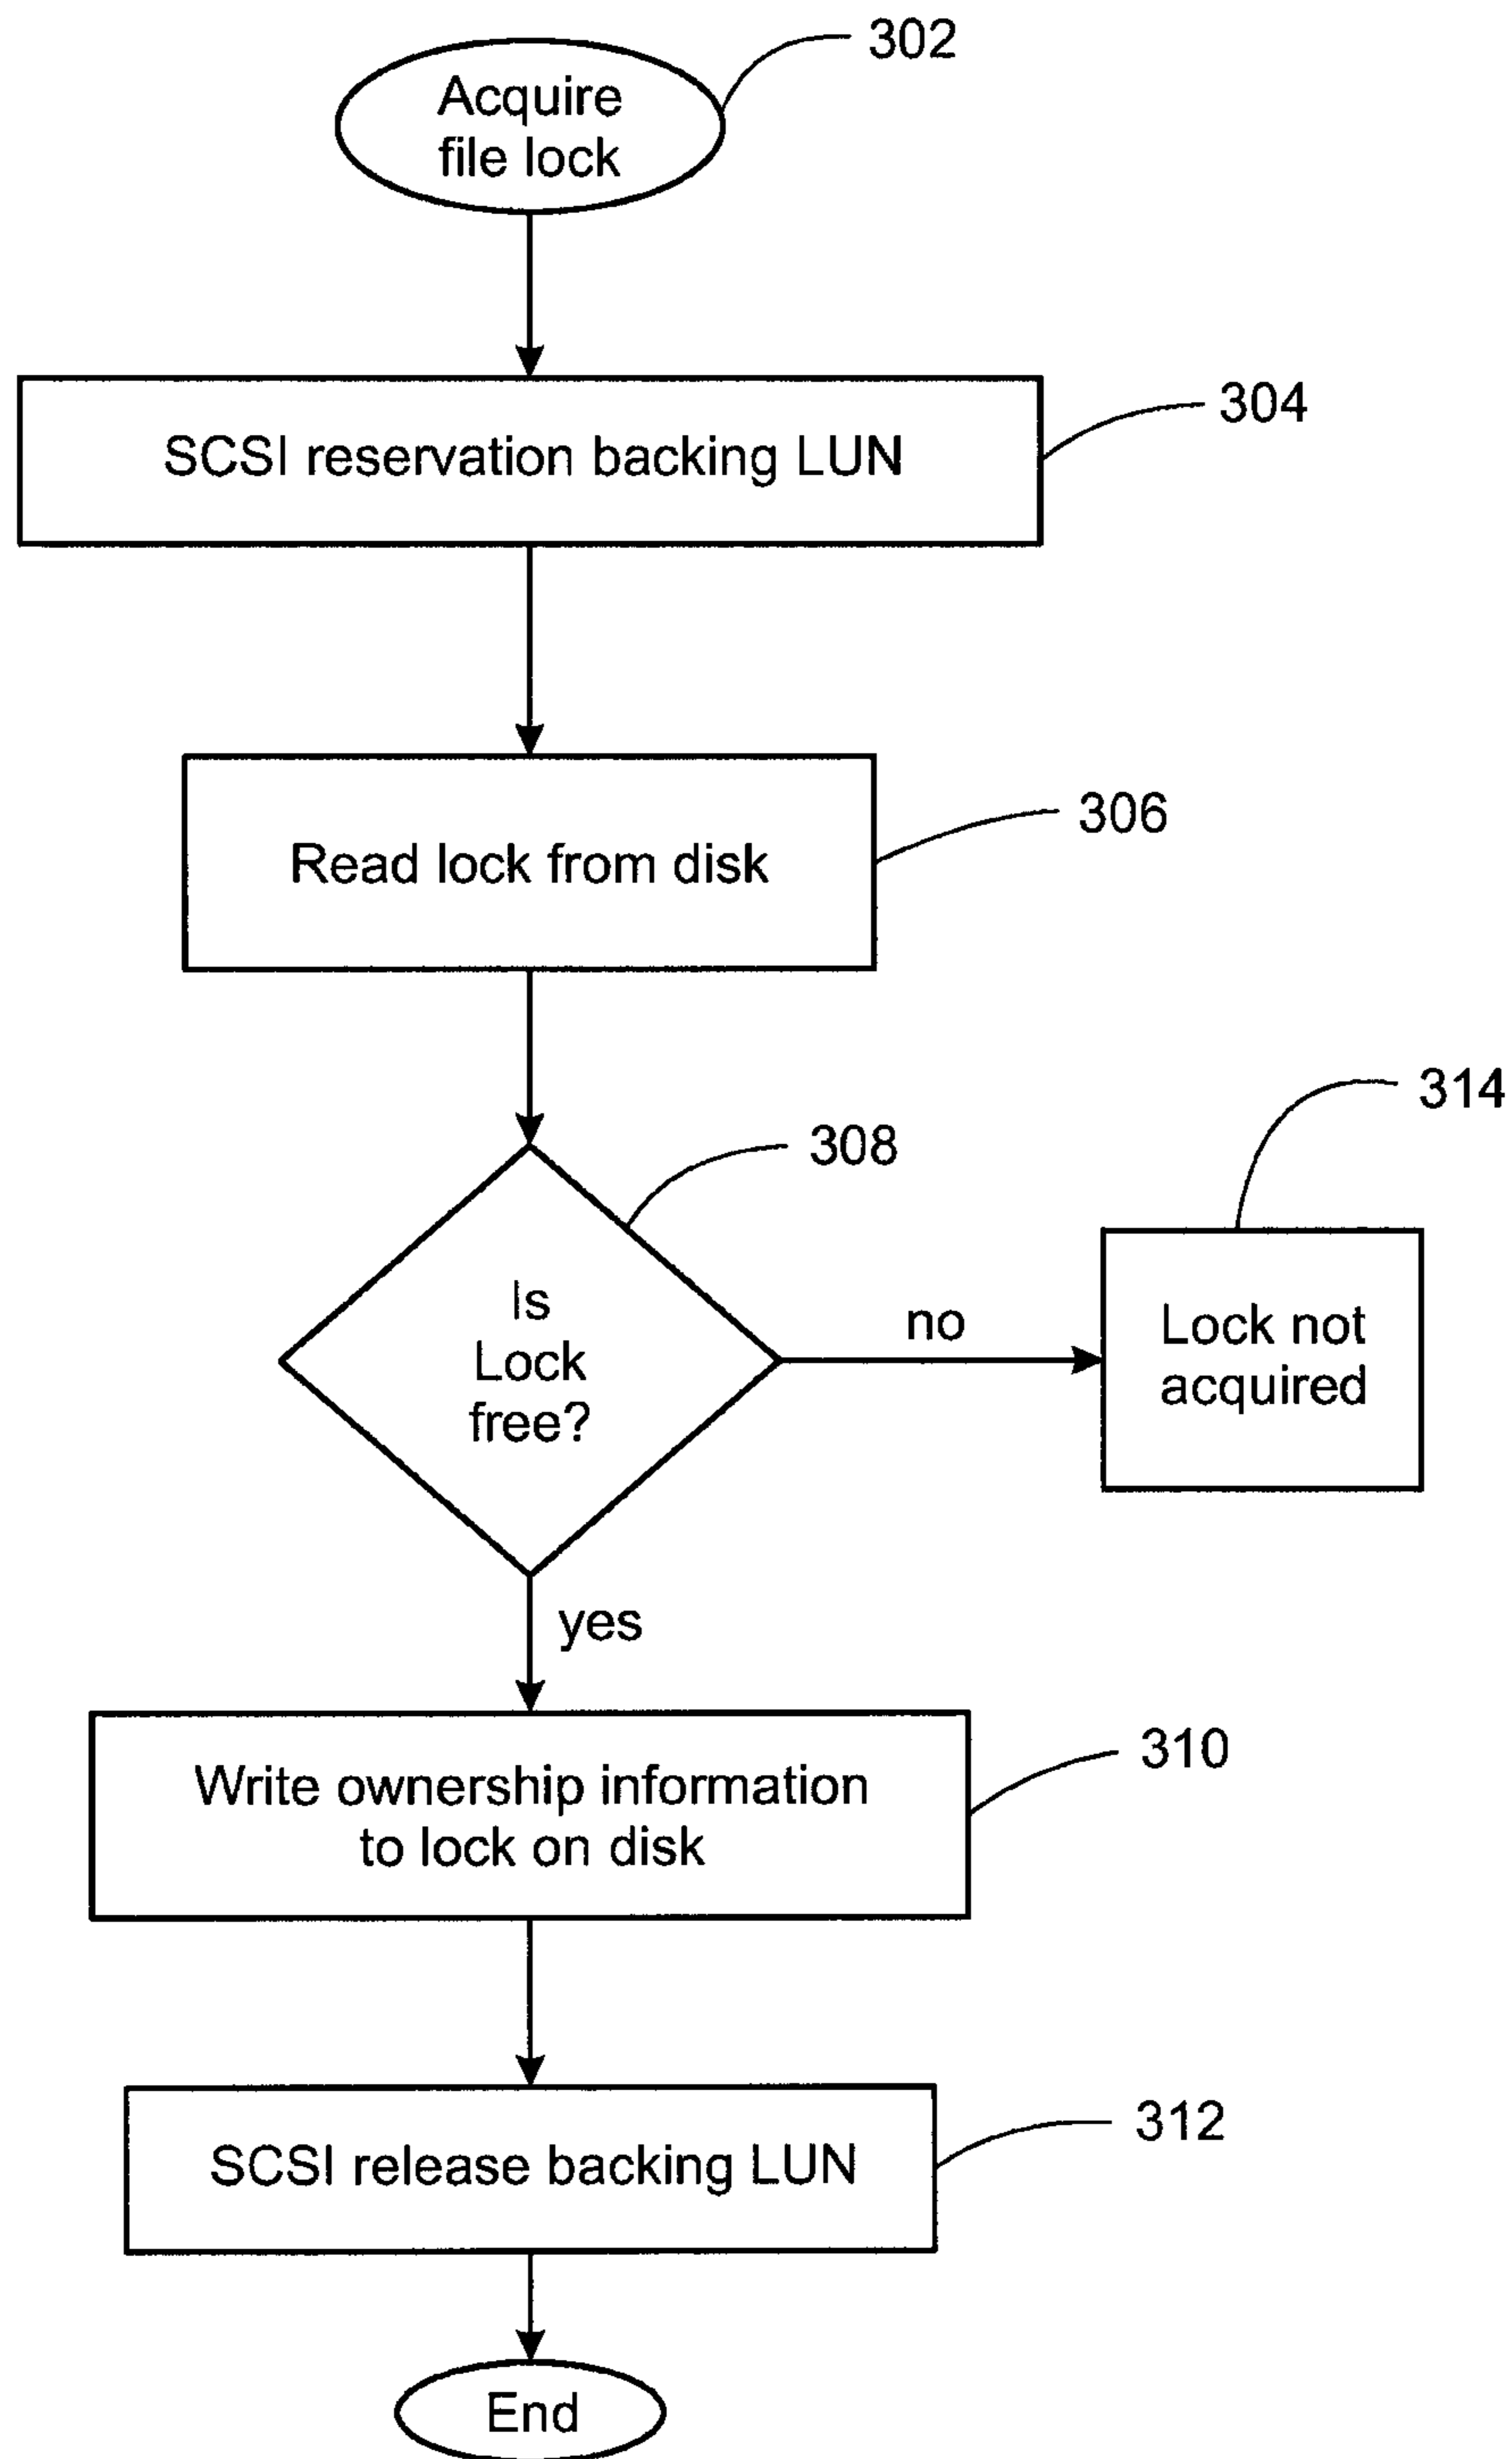 302
Acquire
file lock
304
SCSI reservation backing LUN
306
Read lock from disk
308
314
Is
Lock
free?
no
Lock not
acquired
yes
310
Write ownership information
to lock on disk
312
SCSI release backing LUN
End